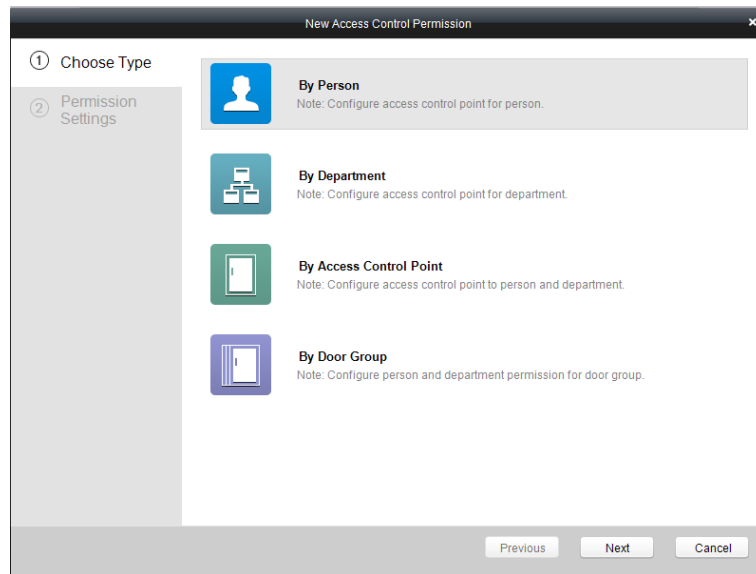 New Access Control Permission
×
1 Choose Type
2 Permission
Settings
By Person
Note: Configure access control point for person.
By Department
Note: Configure access control point for department.
By Access Control Point
Note: Configure access control point to person and department.
By Door Group
Note: Configure person and department permission for door group.
Previous Next Cancel